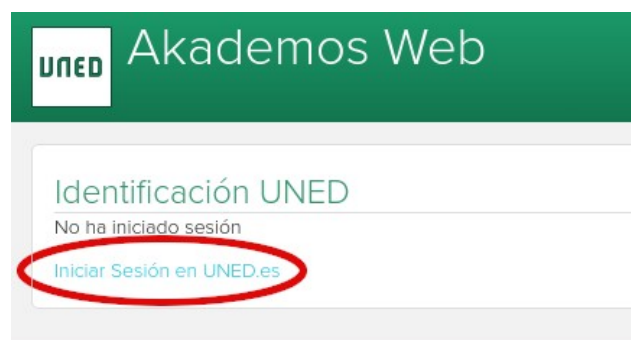 UNED Akademos Web
Identificación UNED
No ha iniciado sesión
Iniciar Sesión en UNED.es